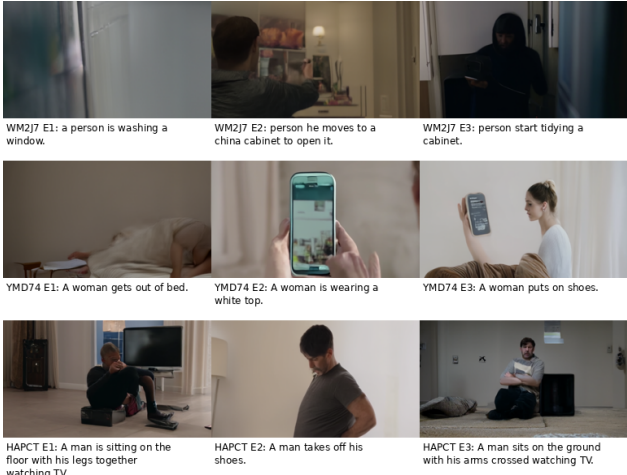 WM2J7 E1: a person is washing a
window.
WM2J7 E2: person he moves to a
china cabinet to open it.
WM2J7 E3: person start tidying a
cabinet.
YMD74 E1: A woman gets out of bed.
YMD74 E2: A woman is wearing a
white top.
YMD74 E3: A woman puts on shoes.
HAPCT E1: A man is sitting on the
floor with his legs together
watching TV.
HAPCT E2: A man takes off his
shoes.
HAPCT E3: A man sits on the ground
with his arms crossed watching TV.